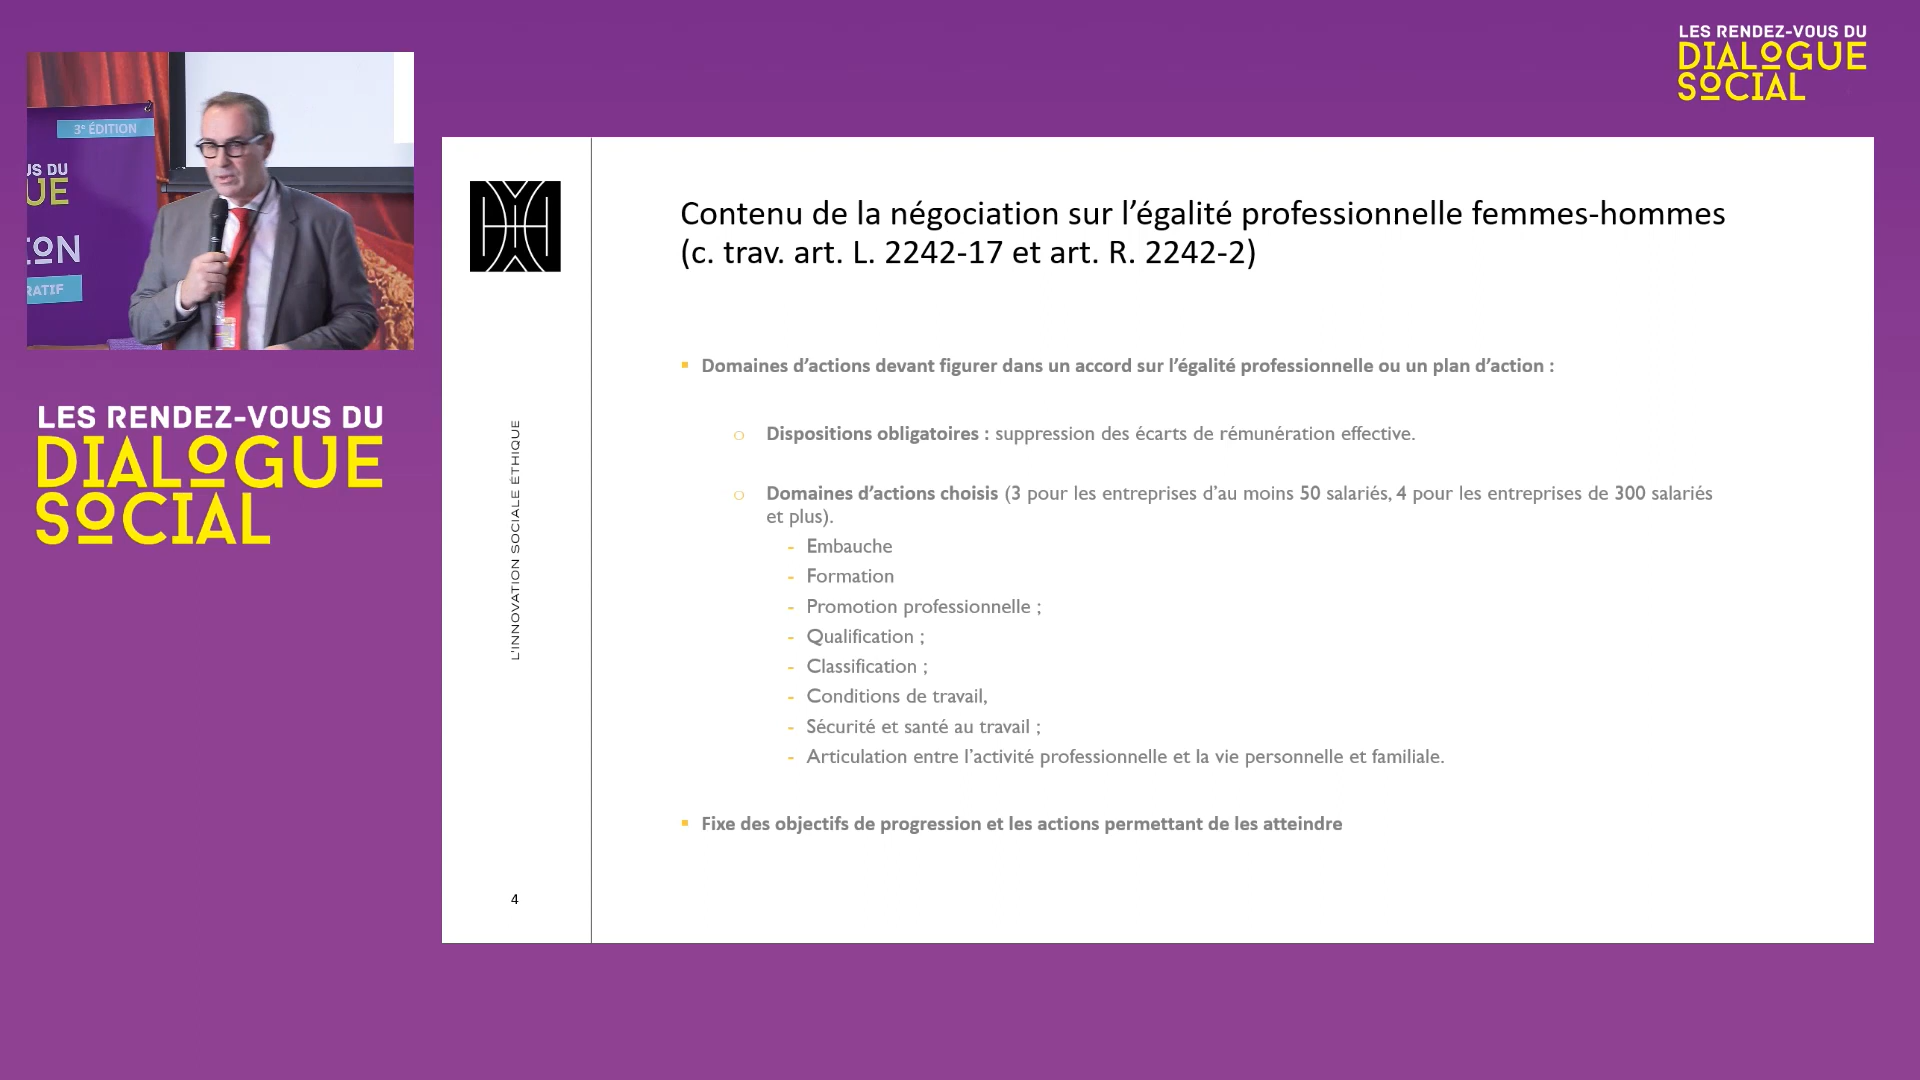 LES RENDEZ-VOUS DU
DIALOGUE
SOCIAL
3e ÉDITION
US DU
UE
ION
RATIF
LES RENDEZ-VOUS DU
DIALOGUE
SOCIAL
L'INNOVATION SOCIALE ÉTHIQUE
4
Contenu de la négociation sur l’égalité professionnelle femmes-hommes
(c. trav. art. L. 2242-17 et art. R. 2242-2)
▪ Domaines d’actions devant figurer dans un accord sur l’égalité professionnelle ou un plan d’action :
o Dispositions obligatoires : suppression des écarts de rémunération effective.
o Domaines d’actions choisis (3 pour les entreprises d’au moins 50 salariés, 4 pour les entreprises de 300 salariés
et plus).
- Embauche
- Formation
- Promotion professionnelle ;
- Qualification ;
- Classification ;
- Conditions de travail,
- Sécurité et santé au travail ;
- Articulation entre l’activité professionnelle et la vie personnelle et familiale.
▪ Fixe des objectifs de progression et les actions permettant de les atteindre